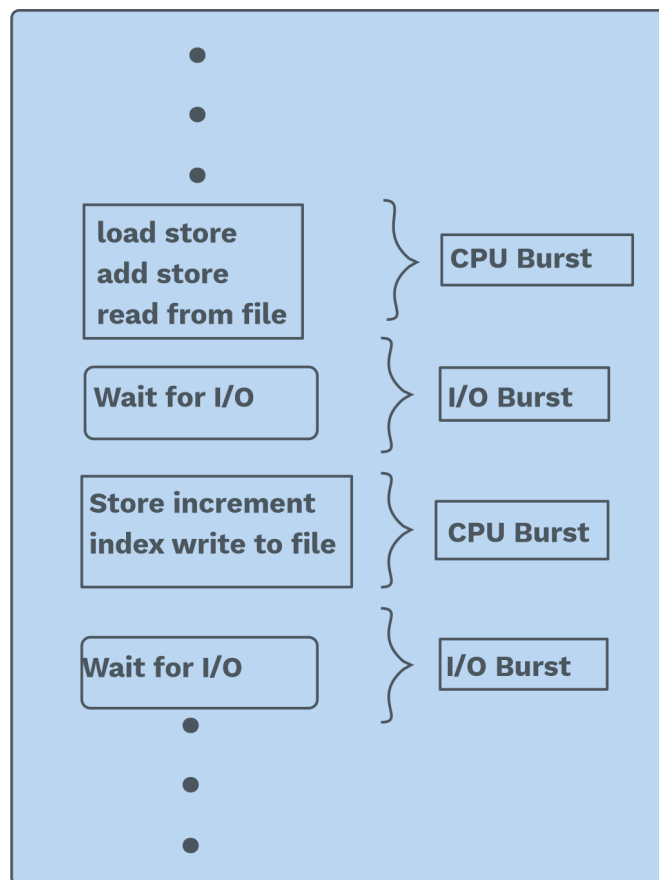 load store
add store
read from file
CPU Burst
Wait for I/O
I/O Burst
Store increment
index write to file
CPU Burst
Wait for I/O
I/O Burst